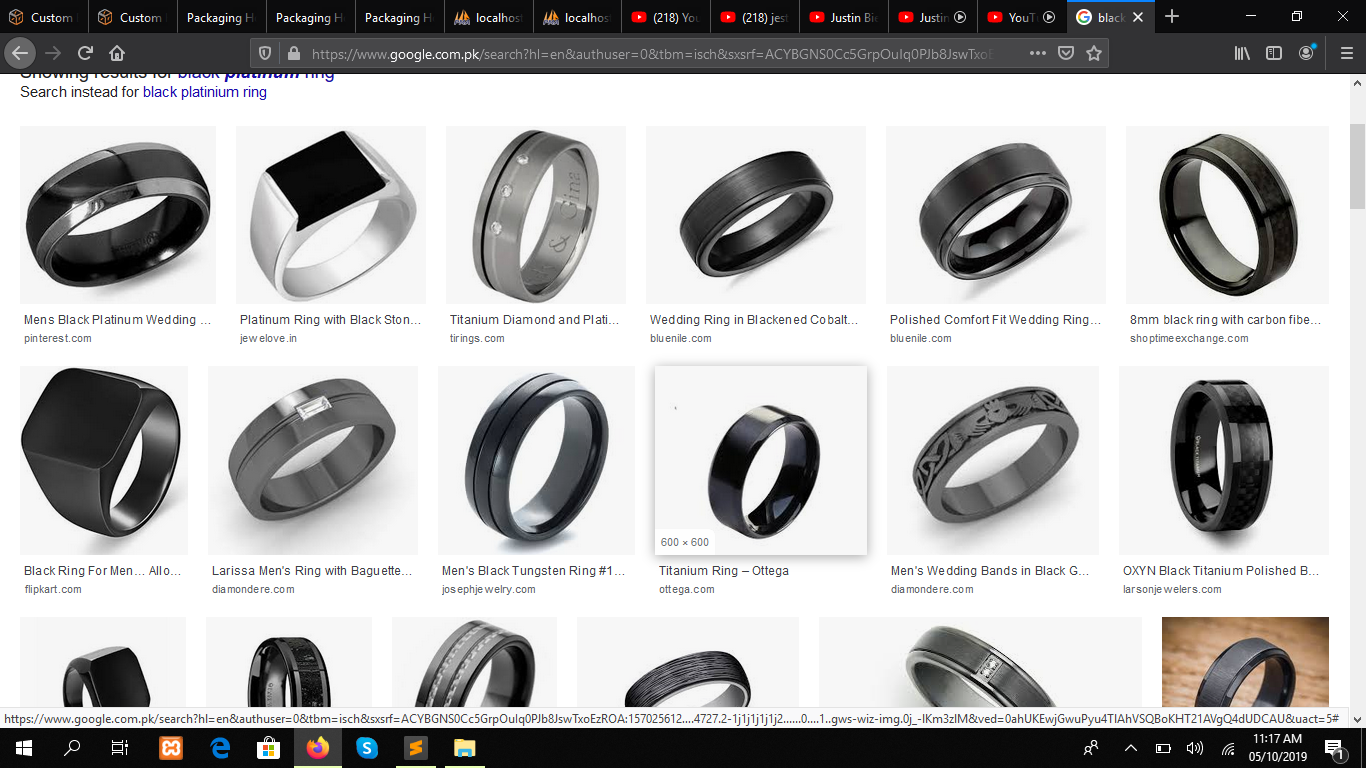 Custom
Custom
Packaging H
Packaging H
Packaging H
localhost
localhost
(218) You
(218) jest
Justin Bie
Justin
YouT
black
https://www.google.com.pk/search?hl=en&authuser=0&tbm=isch&sxsrf=ACYBGNS0Cc5GrpOuIq0PJb8JswTxoE
Showing results for black platinum ring
Search instead for black platinium ring
& Gina
Mens Black Platinum Wedding ...
Platinum Ring with Black Ston...
Titanium Diamond and Plati...
Wedding Ring in Blackened Cobalt...
Polished Comfort Fit Wedding Ring...
8mm black ring with carbon fibe...
pinterest.com
jewelove.in
tirings.com
bluenile.com
bluenile.com
shoptimeexchange.com
600 × 600
Black Ring For Men... Allo...
Larissa Men's Ring with Baguette...
Men's Black Tungsten Ring #1...
Titanium Ring – Ottega
Men's Wedding Bands in Black G...
OXYN Black Titanium Polished B...
flipkart.com
diamondere.com
josephjewelry.com
ottega.com
diamondere.com
larsonjewelers.com
https://www.google.com.pk/search?hl=en&authuser=0&tbm=isch&sxsrf=ACYBGNS0Cc5GrpOuIq0PJb8JswTxoEzROA:157025612....4727.2-1j1j1j1j1j2......0....1..gws-wiz-img.0j_-IKm3zIM&ved=0ahUKEwjGwuPyu4TlAhVSQBoKHT21AVgQ4dUDCAU&uact=5#
11:17 AM
05/10/2019
1